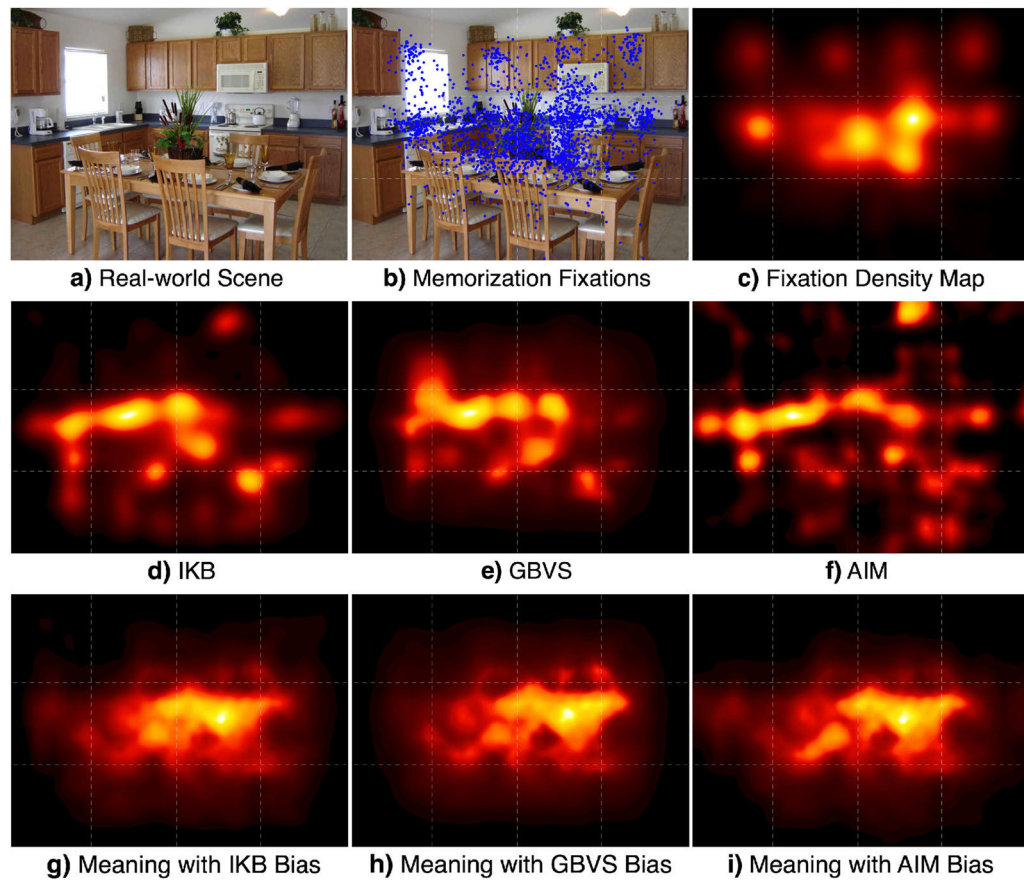 a) Real-world Scene
b) Memorization Fixations
c) Fixation Density Map
d) IKB
e) GBVS
f) AIM
g) Meaning with IKB Bias
h) Meaning with GBVS Bias
i) Meaning with AIM Bias